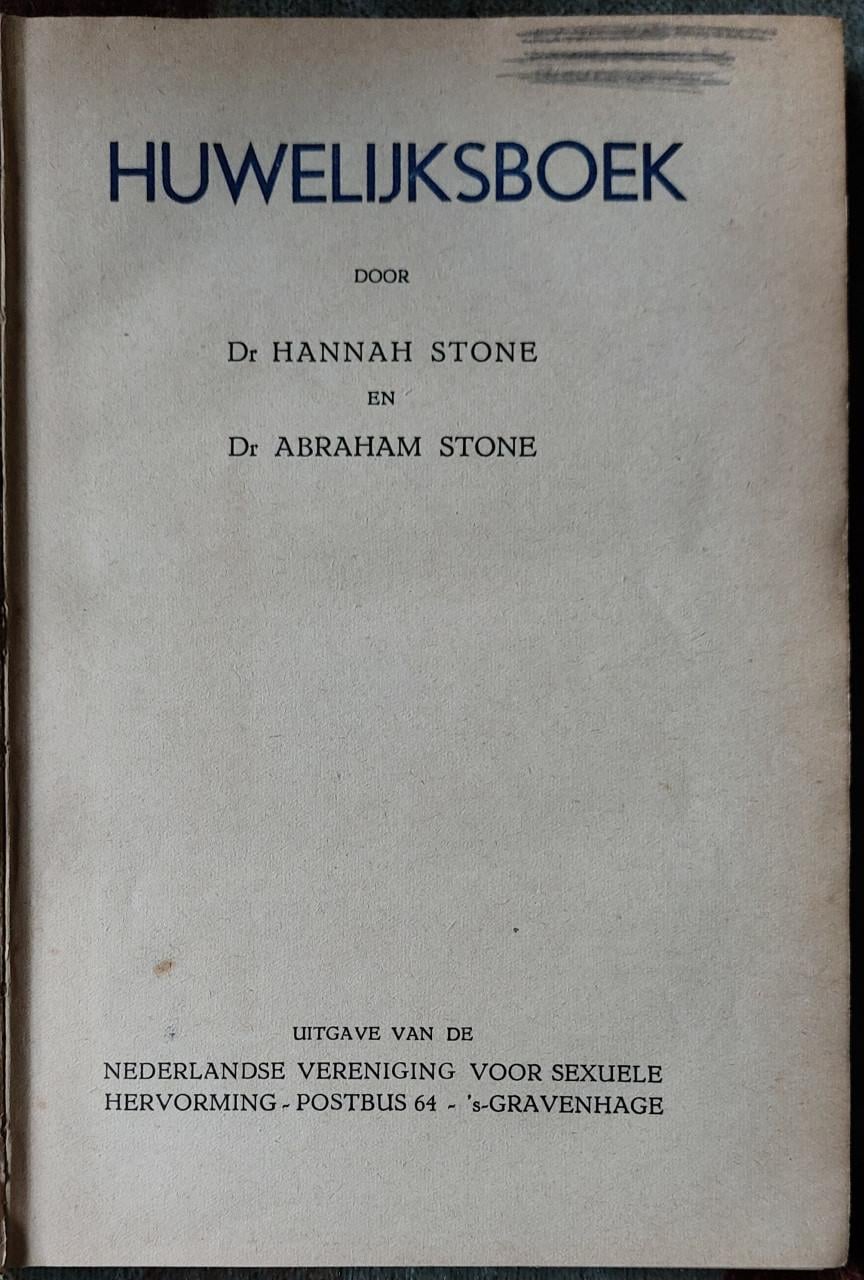 HUWELIJKSBOEK
DOOR
Dr HANNAH STONE
EN
Dr ABRAHAM STONE
UITGAVE VAN DE
NEDERLANDSE VERENIGING VOOR SEXUELE
HERVORMING - POSTBUS 64 - 's-GRAVENHAGE